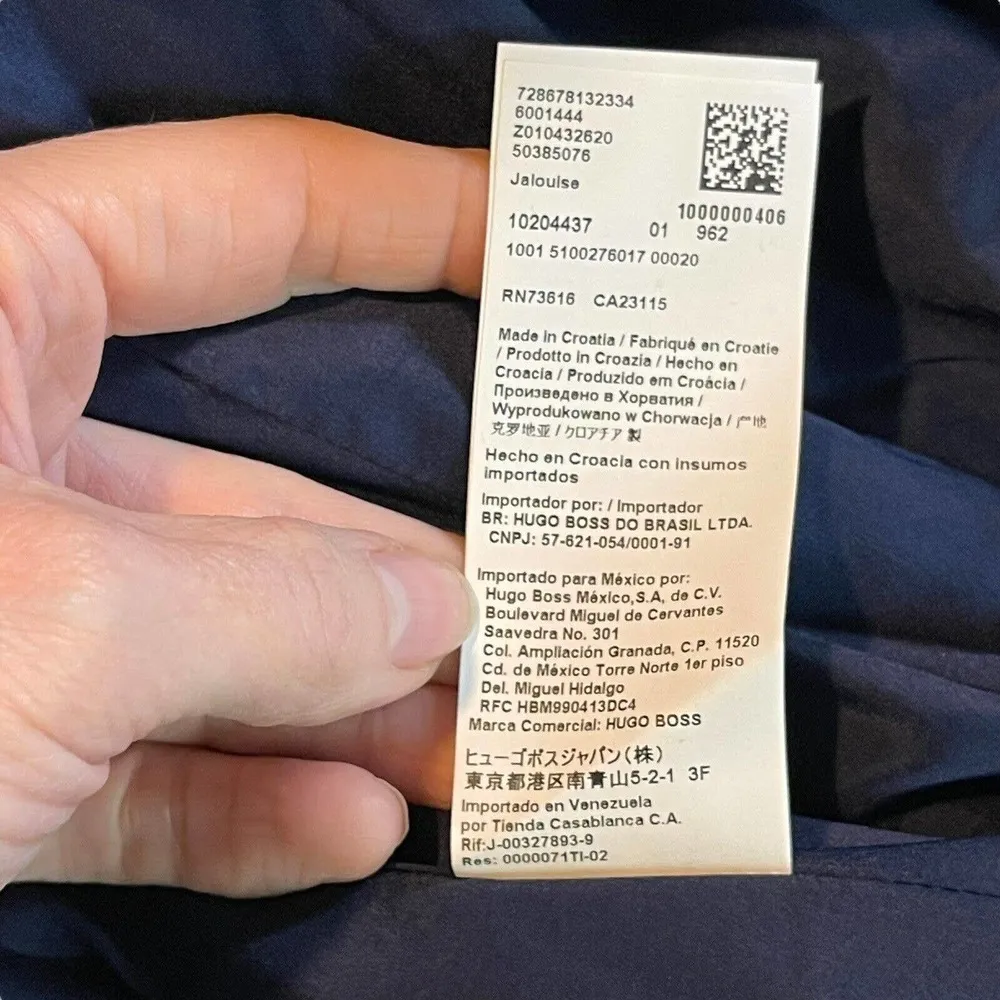 728678132334
6001444
Z010432620
50385076
Jalouise
1000000406
10204437 01 962
1001 5100276017 00020
RN73616 CA23115
Made in Croatia / Fabriqué en Croatie
/ Prodotto in Croazia / Hecho en
Croacia / Produzido em Croácia /
Произведено в Хорватия /
Wyprodukowano w Chorwacja / 产地
克罗地亚 / クロアチア 製
Hecho en Croacia con insumos
importados
Importador por: / Importador
BR: HUGO BOSS DO BRASIL LTDA.
CNPJ: 57-621-054/0001-91
Importado para México por:
Hugo Boss México,S.A, de C.V.
Boulevard Miguel de Cervantes
Saavedra No. 301
Col. Ampliación Granada, C.P. 11520
Cd. de México Torre Norte 1er piso
Del. Miguel Hidalgo
RFC HBM990413DC4
Marca Comercial: HUGO BOSS
ヒューゴボスジャパン(株)
東京都港区南青山5-2-1 3F
Importado en Venezuela
por Tienda Casablanca C.A.
Rif:J-00327893-9
Res: 0000071TI-02